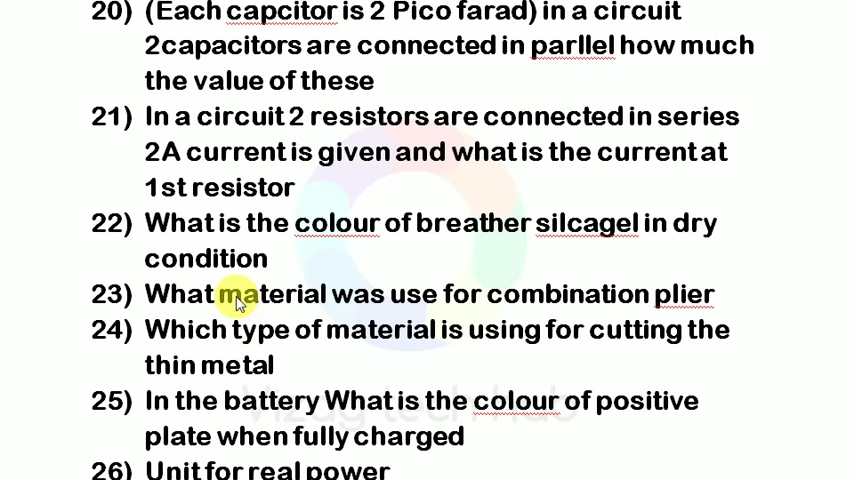 20) (Each capcitor is 2 Pico farad) in a circuit
2capacitors are connected in parllel how much
the value of these
21) In a circuit 2 resistors are connected in series
2A current is given and what is the current at
1st resistor
22) What is the colour of breather silcagel in dry
condition
23) What material was use for combination plier
24) Which type of material is using for cutting the
thin metal
25) In the battery What is the colour of positive
plate when fully charged
Vizag tech hub
26) Unit for real power